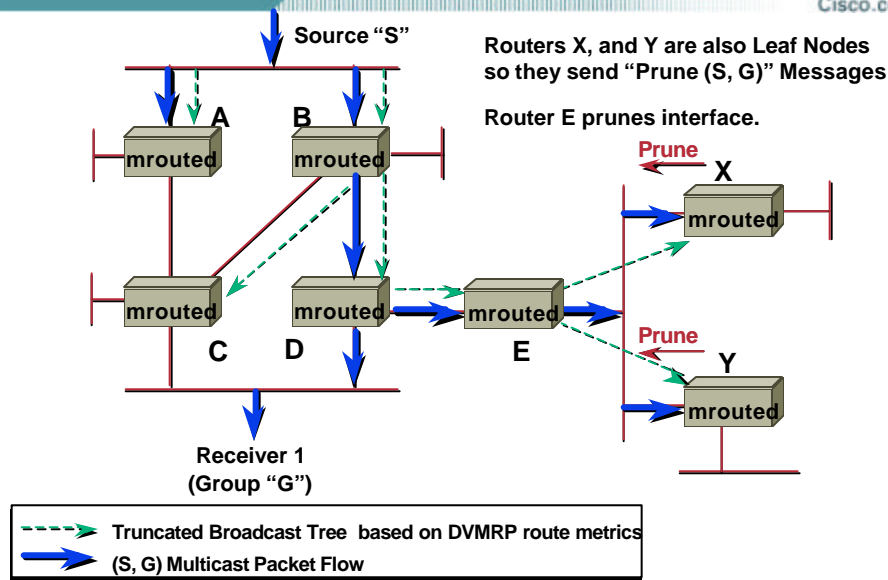 Cisco.c
Source “S”
Routers X, and Y are also Leaf Nodes
so they send “Prune (S, G)” Messages
Router E prunes interface.
A
B
mrouted
mrouted
Prune
X
mrouted
mrouted
mrouted
mrouted
C
D
E
Prune
Y
mrouted
Receiver 1
(Group “G”)
Truncated Broadcast Tree based on DVMRP route metrics
(S, G) Multicast Packet Flow